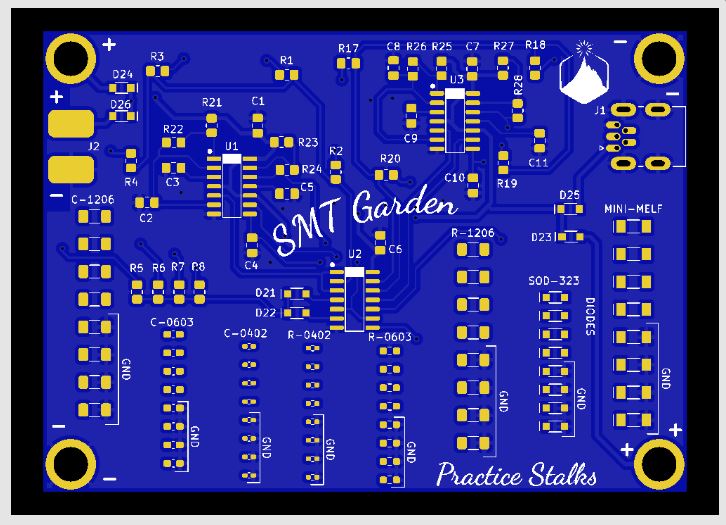 +
R3
R1
R17
C8 R26 R25 C7 R27 R18
-
D24
U3
+
D26
R28
-
J1
R21
C1
C9
R22
U1
R23
J2
C11
R4
C3
R24
R2
R20
R19
C5
C10
-
C-1206
C2
D25
MINI-MELF
SMT Garden
R-1206
D23
C4
C6
U2
R5 R6 R7 R8
SOD-323
D21
D22
DIODES
C-0603
C-0402
R-0402
R-0603
GND
GND
GND
GND
GND
GND
GND
GND
-
+
+
-
Practice Stalks